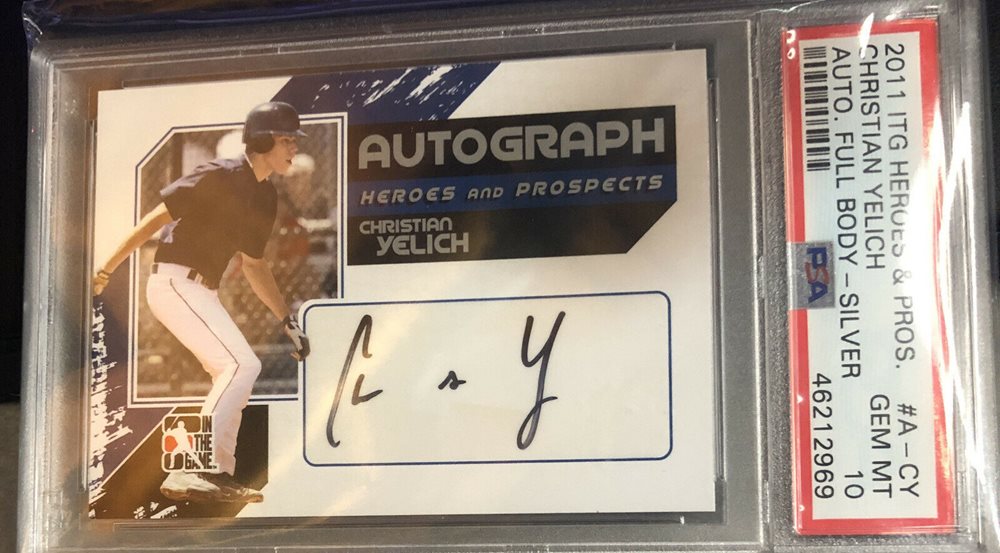 AUTOGRAPH
HEROES AND PROSPECTS
CHRISTIAN
YELICH
IN
THE
GAME
2011 ITG HEROES & PROS. #A-CY
CHRISTIAN YELICH GEM MT
AUTO. FULL BODY-SILVER 10
46212969
PSA